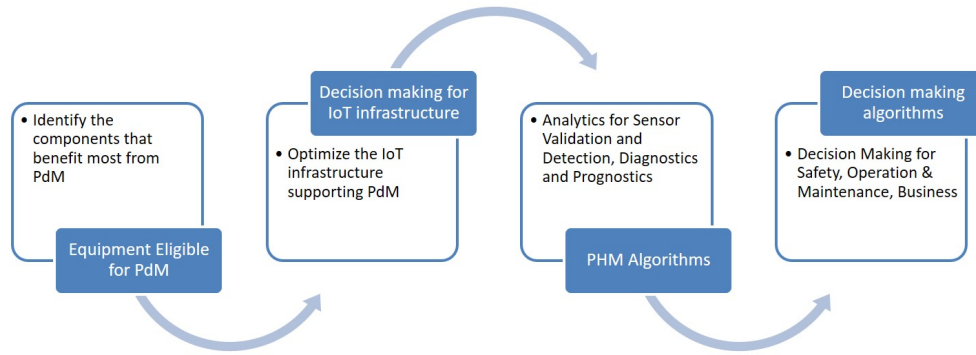 • Identify the
components that
benefit most from
PdM
Equipment Eligible
for PdM
Decision making for
IoT infrastructure
• Optimize the IoT
infrastructure
supporting PdM
• Analytics for Sensor
Validation and
Detection, Diagnostics
and Prognostics
PHM Algorithms
Decision making
algorithms
• Decision Making for
Safety, Operation &
Maintenance, Business